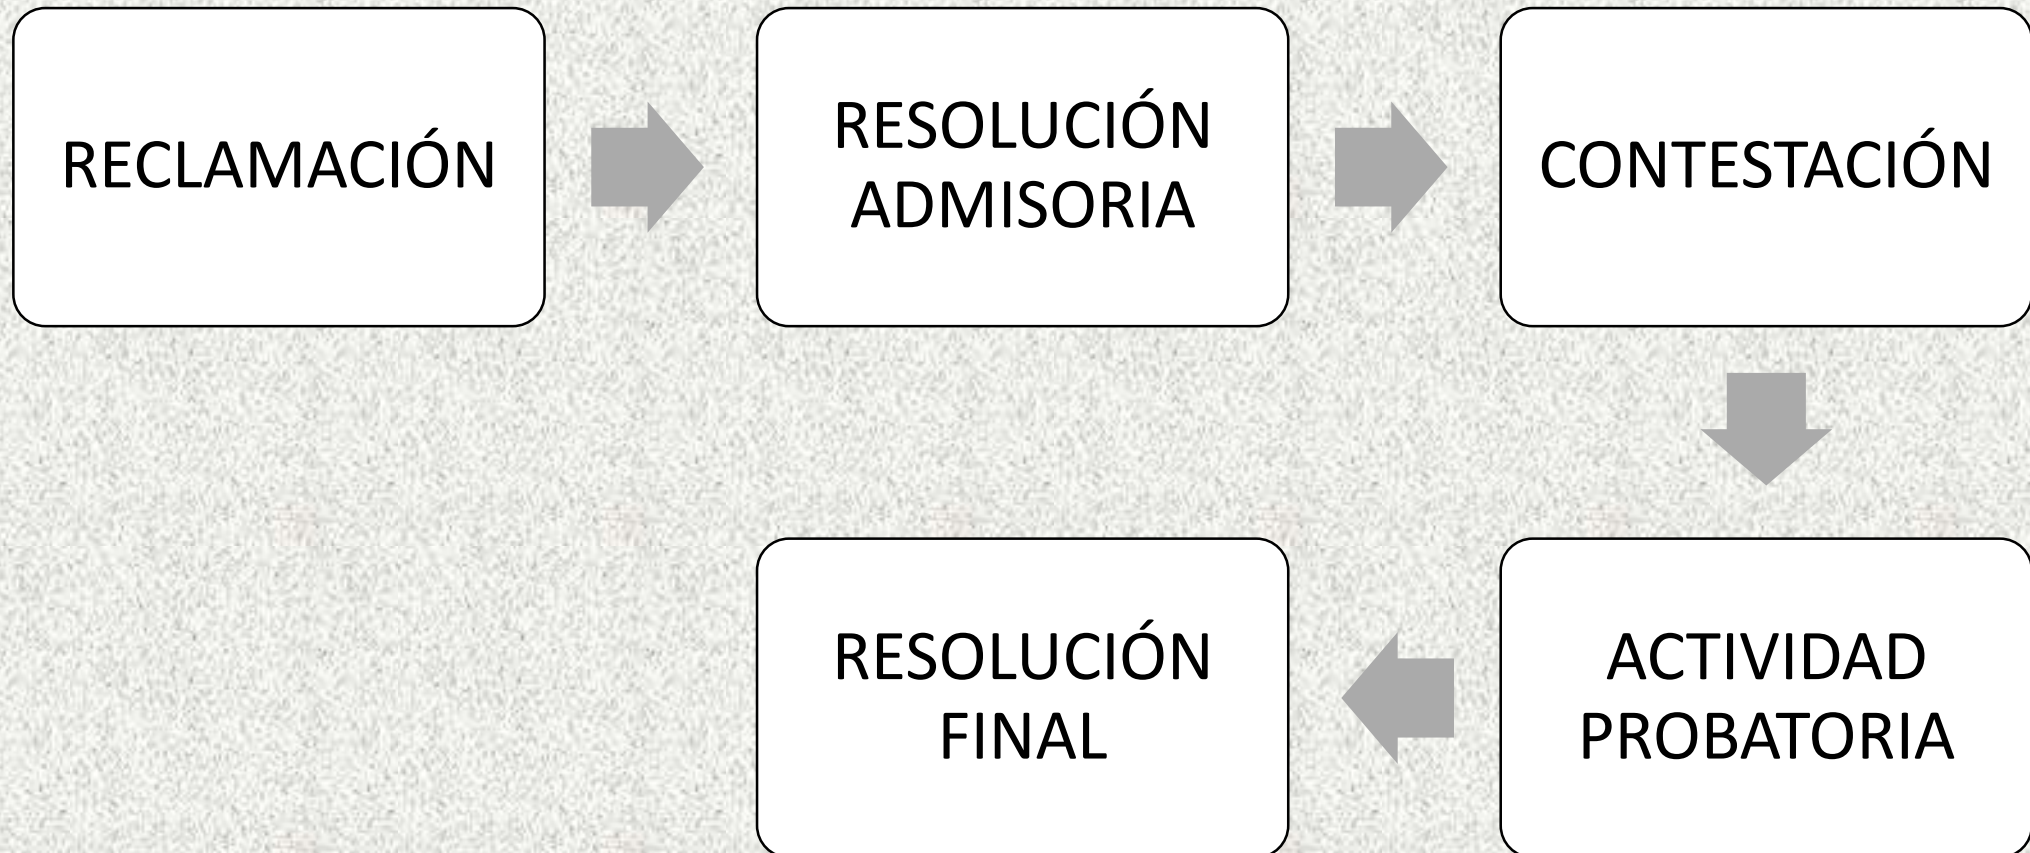 RECLAMACIÓN
RESOLUCIÓN
ADMISORIA
CONTESTACIÓN
ACTIVIDAD
PROBATORIA
RESOLUCIÓN
FINAL